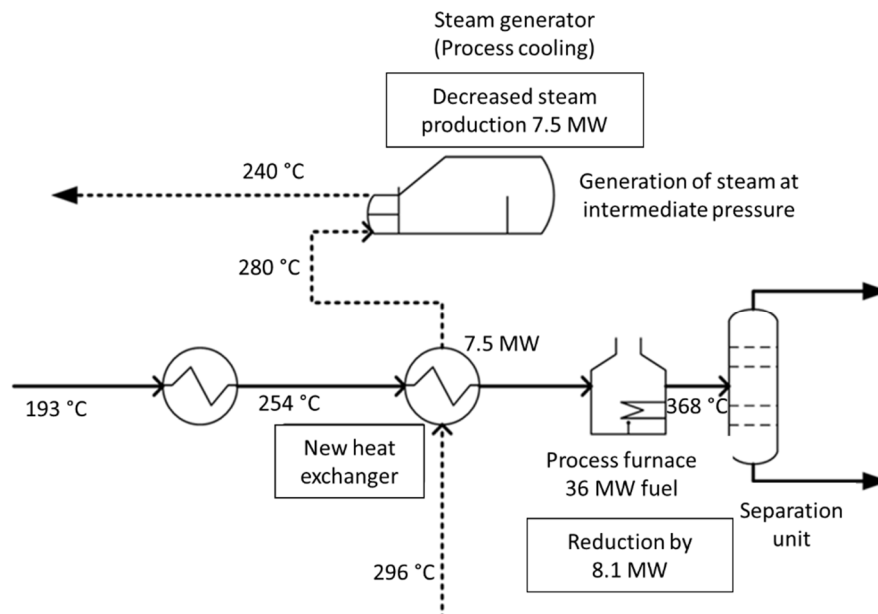 Steam generator
(Process cooling)
Decreased steam
production 7.5 MW
240 °C
Generation of steam at
intermediate pressure
280 °C
7.5 MW
193 °C
254 °C
368 °C
New heat
exchanger
Process furnace
36 MW fuel
Separation
unit
Reduction by
8.1 MW
296 °C